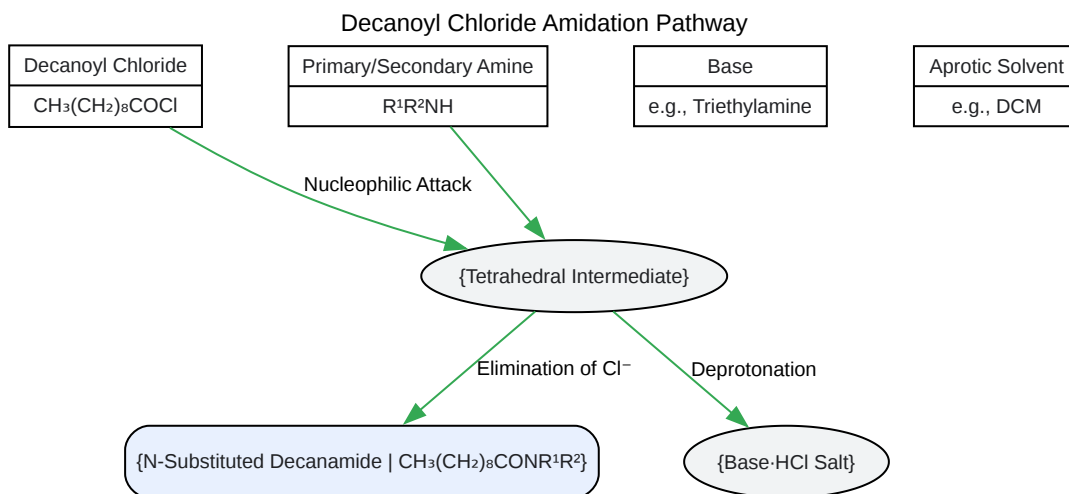 Decanoyl Chloride Amidation Pathway
Decanoyl Chloride
CH₃(CH₂)₈COCl
Primary/Secondary Amine
R¹R²NH
Base
e.g., Triethylamine
Aprotic Solvent
e.g., DCM
Nucleophilic Attack
{Tetrahedral Intermediate}
Elimination of Cl⁻
Deprotonation
{N-Substituted Decanamide | CH₃(CH₂)₈CONR¹R²}
{Base·HCl Salt}